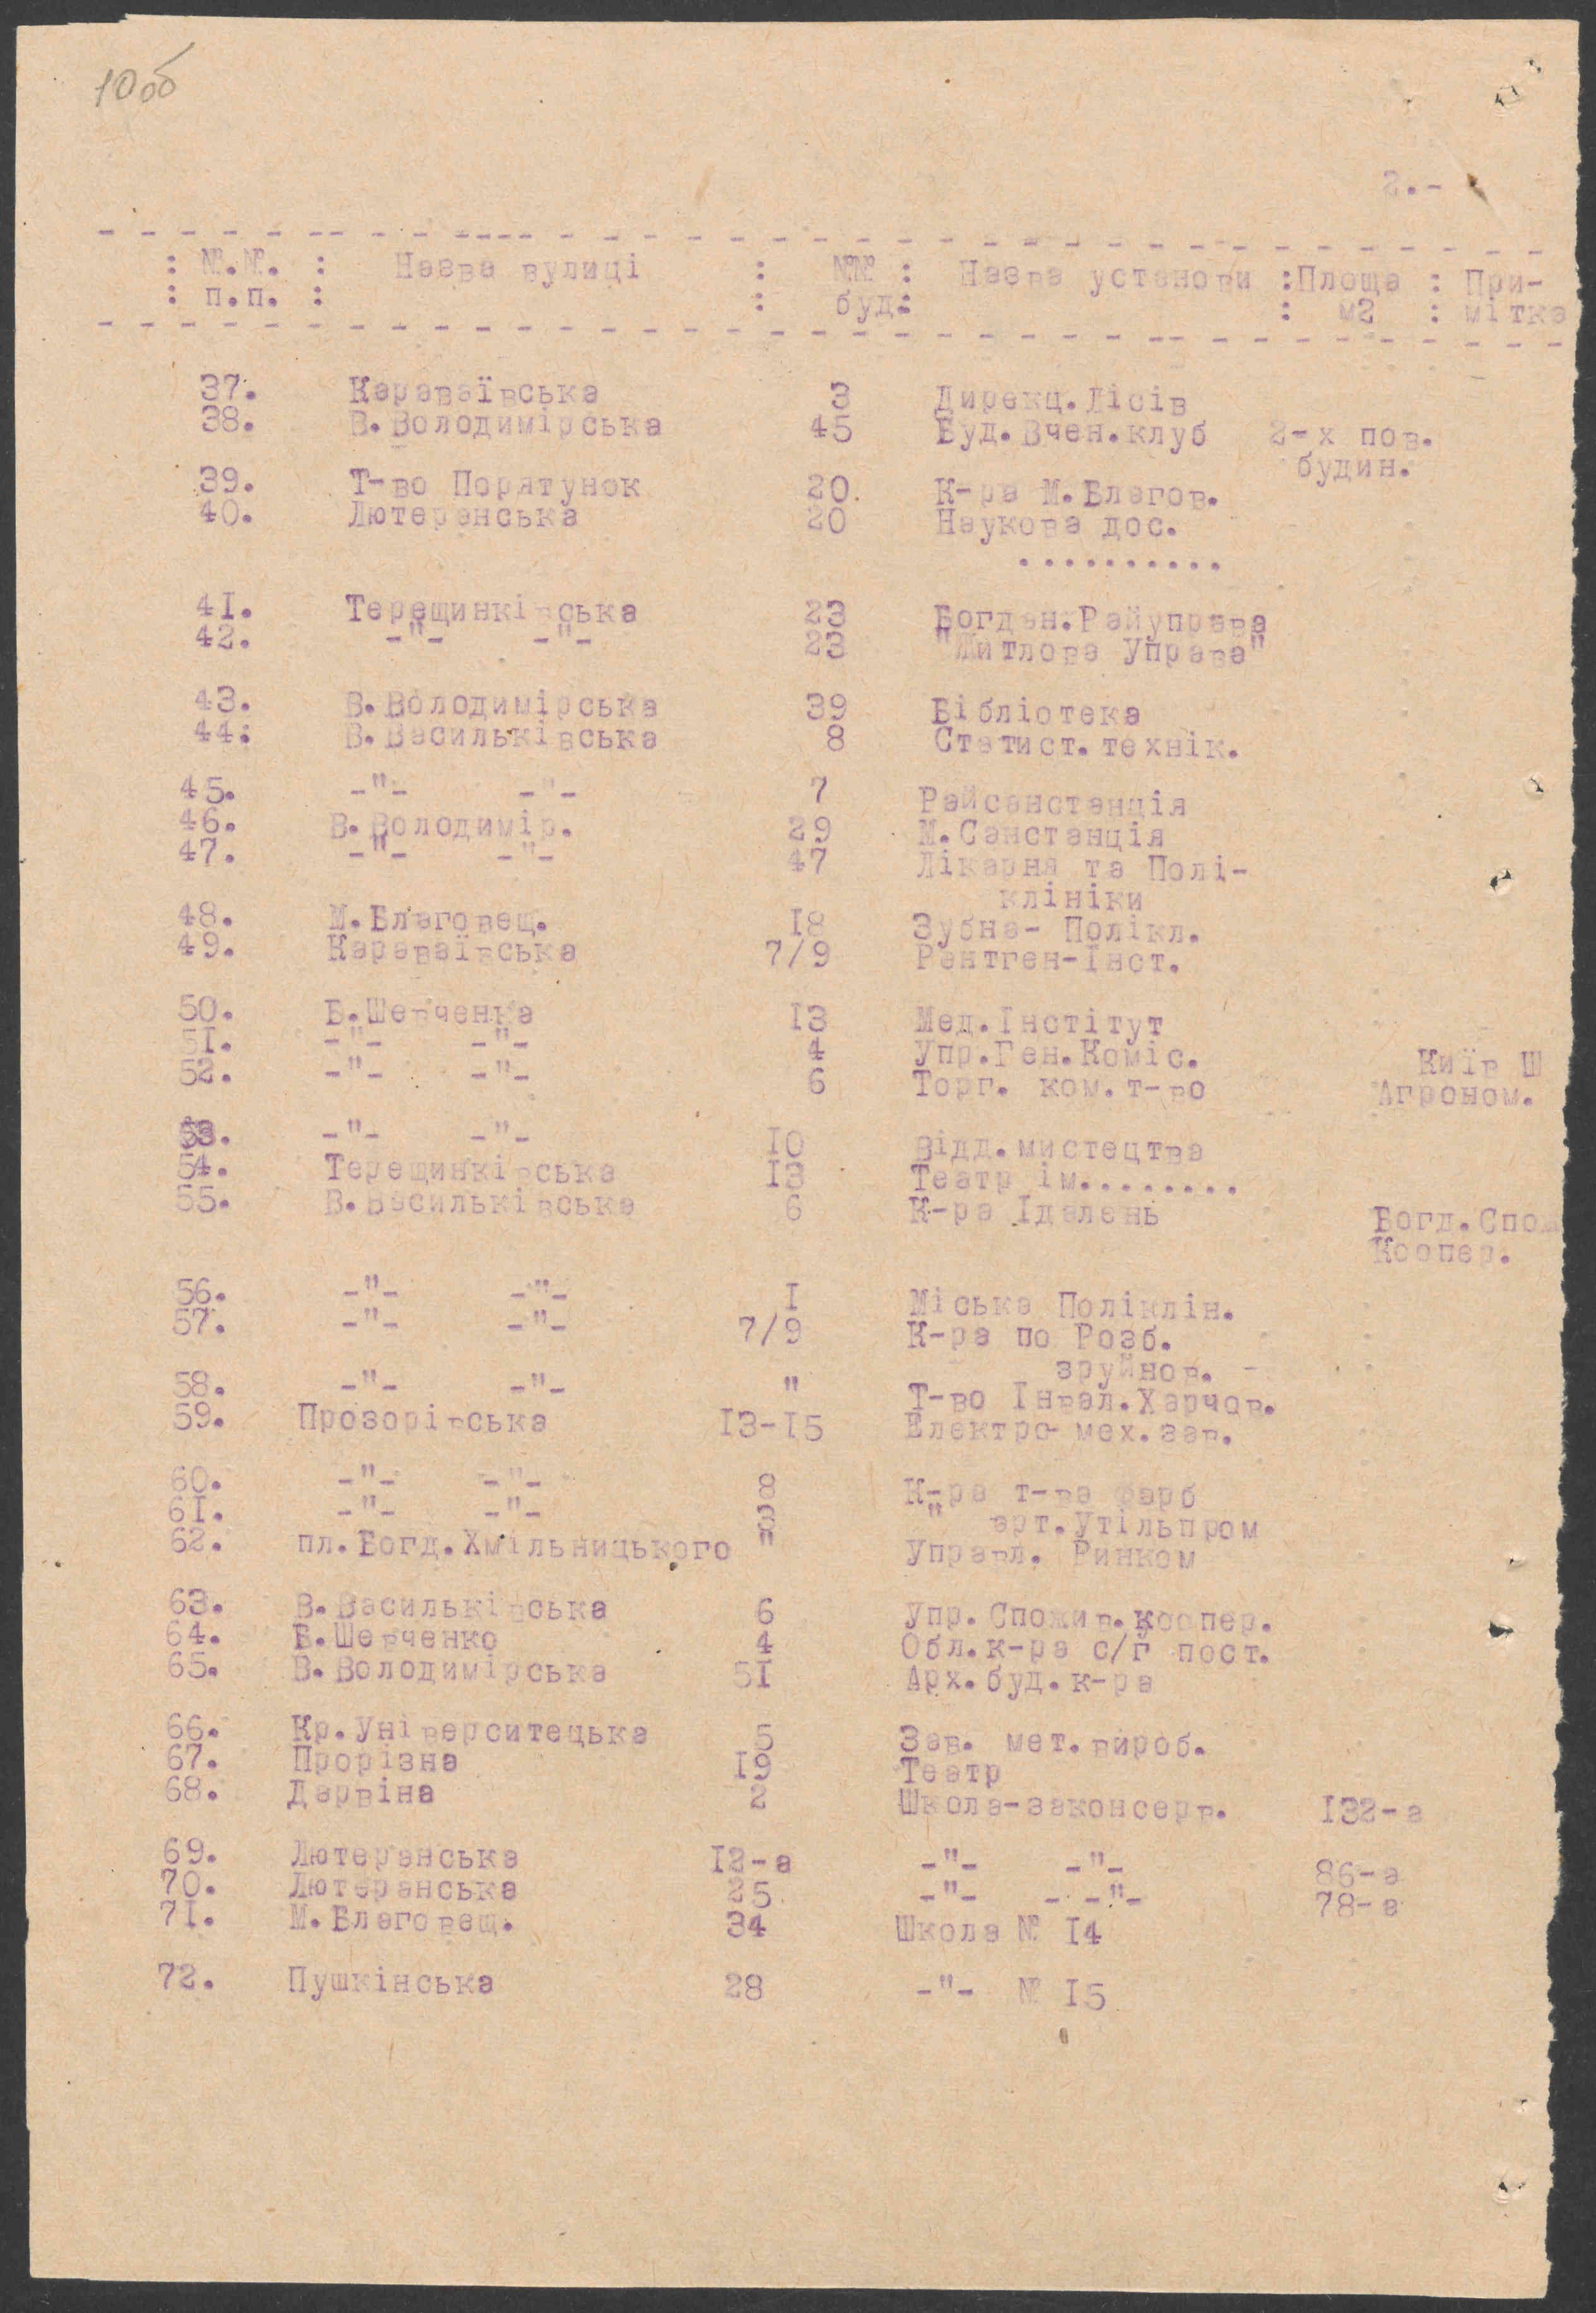 10об
2.-
: №.№. : Назва вулиці : №№ : Назва установи :Площа : При-
: п.п. : : буд: : м2 : мітка
37. Караваївська 3 Дирекц.Лісів
38. В.Володимірська 45 Буд.Вчен.клуб 2-х пов.
будин.
39. Т-во Порятунок 20. К-ра М.Благов.
40. Лютеранська 20 Наукова дос.
..........
41. Терещинківська 23 Богдан.Райуправа
42. -"- -"- 23 "Житлова Управа"
43. В.Володимірська 39 Бібліотека
44: В.Васильківська 8 Статист.технік.
45. -"- -"- 7 Райсанстанція
46. В.Володимір. 29 М.Санстанція
47. -"- -"- 47 Лікарня та Полі-
клініки
48. М.Благовещ. 18 Зубна- Полікл.
49. Караваївська 7/9 Рентген-Інст.
50. Б.Шевченка 13 Мед.Інстітут
51. -"- -"- 4 Упр.Ген.Коміс. Київ Ш
52. -"- -"- 6 Торг. ком.т-во Агроном.
53. -"- -"- 10 Відд.мистецтва
54. Терещинківська 13 Театр ім........
55. В.Васильківська 6 К-ра Їдалень Богд.Спож
Коопер.
56. -"- -"- I Міська Поліклін.
57. -"- -"- 7/9 К-ра по Розб.
зруйнов. -
58. -"- -"- " Т-во Інвал.Харчов.
59. Прозорівська 13-15 Електро-мех.зав.
60. -"- -"- 8 К-ра т-ва фарб
61. -"- -"- 8 " арт.Утільпром
62. пл.Богд.Хмільницького " Управл. Ринком
63. В.Васильківська 6 Упр.Спожив.коопер.
64. Б.Шевченко 4 Обл.к-ра с/г пост.
65. В.Володимірська 51 Арх.буд.к-ра
66. Кр.Університецька 5 Зав. мет.вироб.
67. Прорізна 19 Театр
68. Дарвіна 2 Школа-законсерв. 132-а
69. Лютеранська 12-а -"- -"- 86-а
70. Лютеранська 25 -"- - -"- 78-а
71. М.Благовещ. 34 Школа № 14
72. Пушкінська 28 -"- № 15